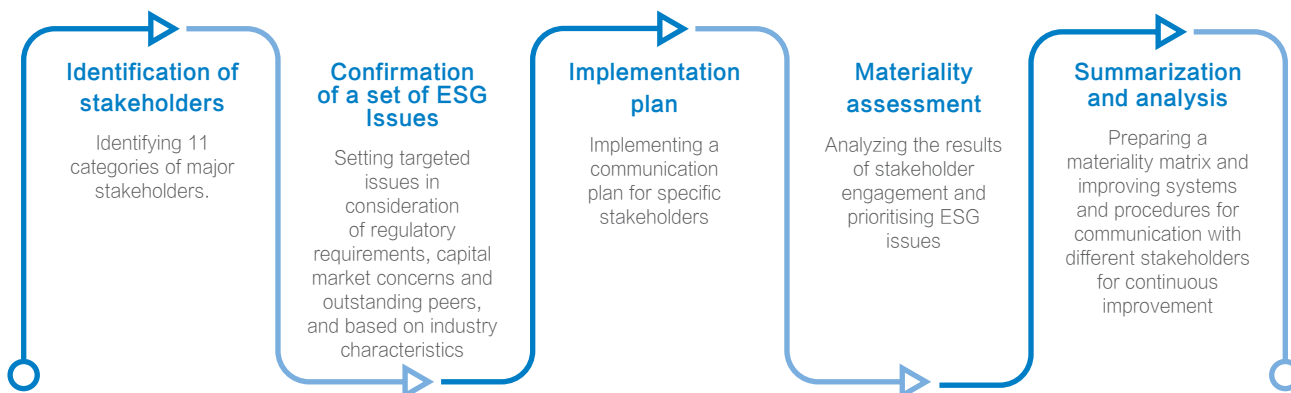 Identification of
stakeholders
Identifying 11
categories of major
stakeholders.
Confirmation
of a set of ESG
Issues
Setting targeted
issues in
consideration
of regulatory
requirements, capital
market concerns and
outstanding peers,
and based on industry
characteristics
Implementation
plan
Implementing a
communication
plan for specific
stakeholders
Materiality
assessment
Analyzing the results
of stakeholder
engagement and
prioritising ESG
issues
Summarization
and analysis
Preparing a
materiality matrix and
improving systems
and procedures for
communication with
different stakeholders
for continuous
improvement